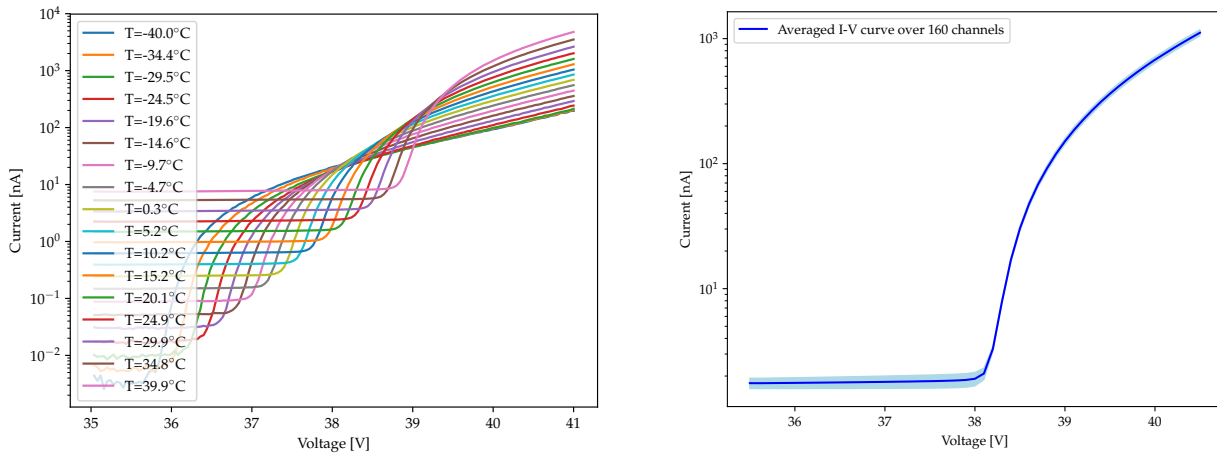 10^4
10^3
10^2
10^1
10^0
10^-1
10^-2
Current [nA]
T=-40.0°C
T=-34.4°C
T=-29.5°C
T=-24.5°C
T=-19.6°C
T=-14.6°C
T=-9.7°C
T=-4.7°C
T=0.3°C
T=5.2°C
T=10.2°C
T=15.2°C
T=20.1°C
T=24.9°C
T=29.9°C
T=34.8°C
T=39.9°C
35 36 37 38 39 40 41
Voltage [V]
Averaged I-V curve over 160 channels
10^3
10^2
10^1
Current [nA]
36 37 38 39 40
Voltage [V]